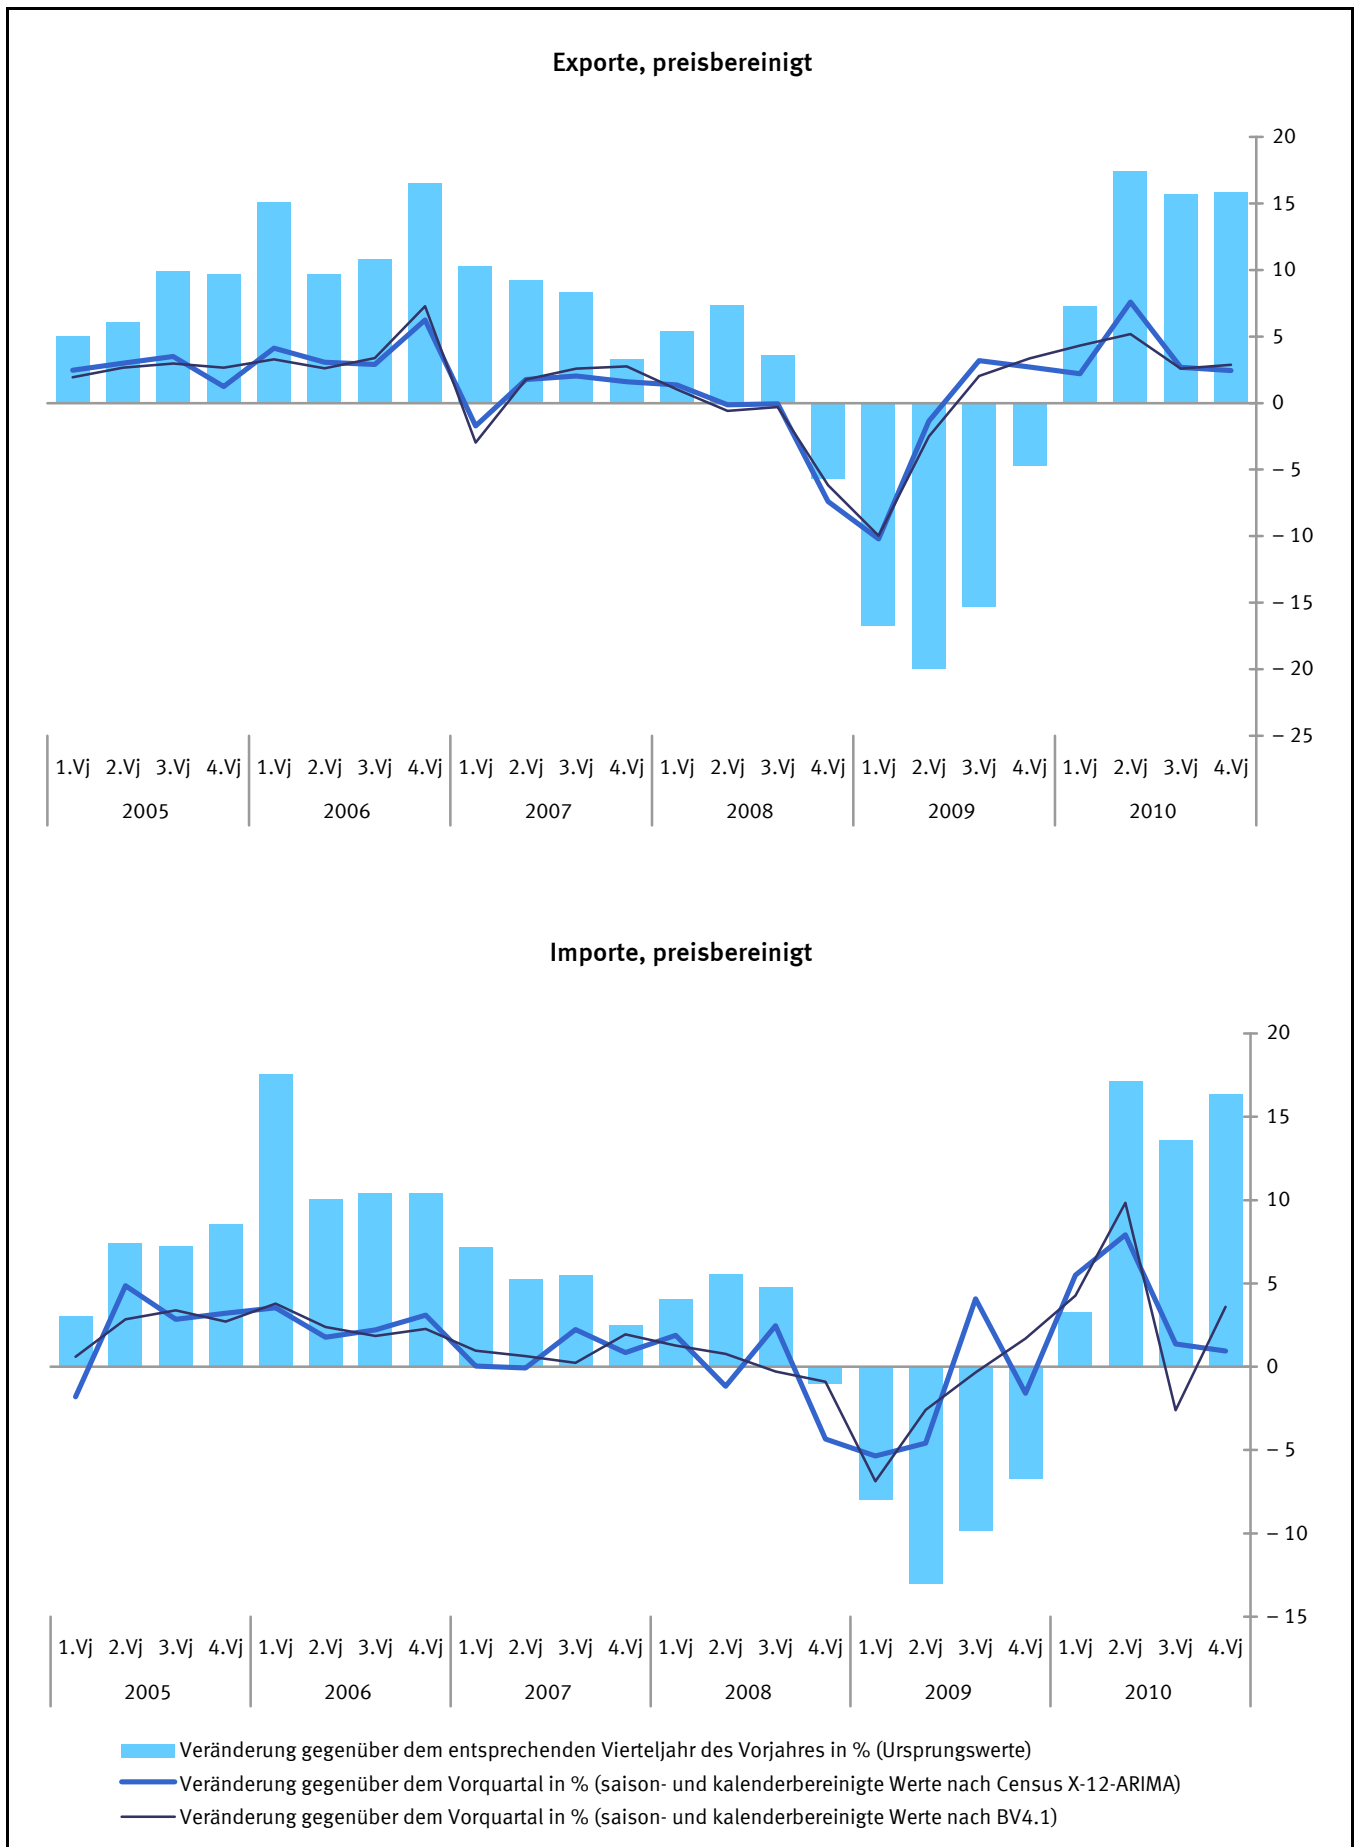 Exporte, preisbereinigt
20
15
10
5
0
– 5
– 10
– 15
– 20
– 25
1.Vj 2.Vj 3.Vj 4.Vj 1.Vj 2.Vj 3.Vj 4.Vj 1.Vj 2.Vj 3.Vj 4.Vj 1.Vj 2.Vj 3.Vj 4.Vj 1.Vj 2.Vj 3.Vj 4.Vj 1.Vj 2.Vj 3.Vj 4.Vj
2005 2006 2007 2008 2009 2010
Importe, preisbereinigt
20
15
10
5
0
– 5
– 10
– 15
1.Vj 2.Vj 3.Vj 4.Vj 1.Vj 2.Vj 3.Vj 4.Vj 1.Vj 2.Vj 3.Vj 4.Vj 1.Vj 2.Vj 3.Vj 4.Vj 1.Vj 2.Vj 3.Vj 4.Vj 1.Vj 2.Vj 3.Vj 4.Vj
2005 2006 2007 2008 2009 2010
Veränderung gegenüber dem entsprechenden Vierteljahr des Vorjahres in % (Ursprungswerte)
Veränderung gegenüber dem Vorquartal in % (saison- und kalenderbereinigte Werte nach Census X-12-ARIMA)
Veränderung gegenüber dem Vorquartal in % (saison- und kalenderbereinigte Werte nach BV4.1)